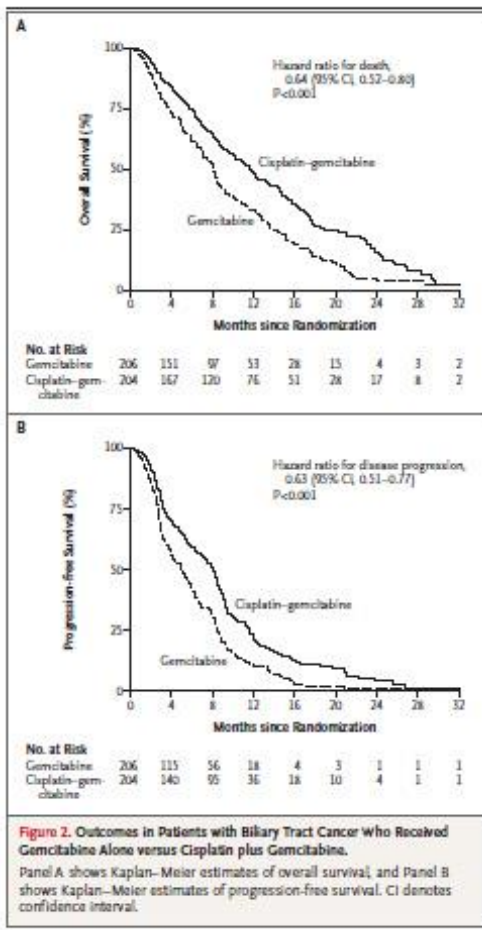 A
100
75
50
25
0
Overall Survival (%)
Hazard ratio for death,
0.64 (95% CI, 0.52–0.80)
P<0.001
Cisplatin–gemcitabine
Gemcitabine
0 4 8 12 16 20 24 28 32
Months since Randomization
No. at Risk
Gemcitabine 206 151 97 53 28 15 4 3 2
Cisplatin–gem- 204 167 120 76 51 28 17 8 2
citabine
B
100
75
50
25
0
Progression-free Survival (%)
Hazard ratio for disease progression,
0.63 (95% CI, 0.51–0.77)
P<0.001
Cisplatin–gemcitabine
Gemcitabine
0 4 8 12 16 20 24 28 32
Months since Randomization
No. at Risk
Gemcitabine 206 115 56 18 4 3 1 1 1
Cisplatin–gem- 204 140 95 36 18 10 4 1 1
citabine
Figure 2. Outcomes in Patients with Biliary Tract Cancer Who Received
Gemcitabine Alone versus Cisplatin plus Gemcitabine.
Panel A shows Kaplan–Meier estimates of overall survival, and Panel B
shows Kaplan–Meier estimates of progression-free survival. CI denotes
confidence interval.